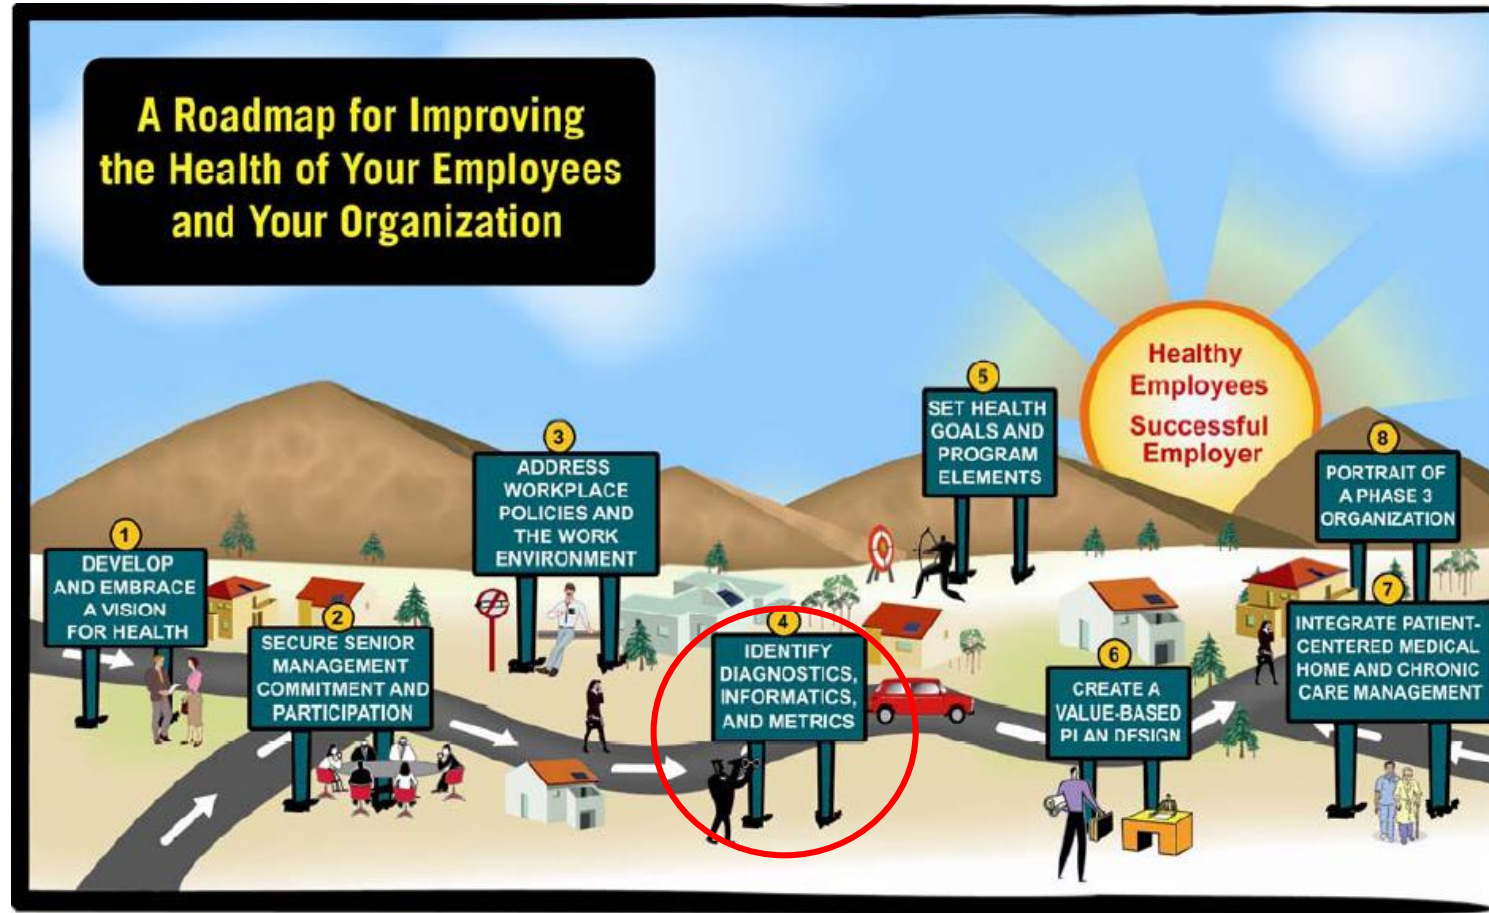 A Roadmap for Improving
the Health of Your Employees
and Your Organization
Healthy
Employees
Successful
Employer
1
DEVELOP
AND EMBRACE
A VISION
FOR HEALTH
2
SECURE SENIOR
MANAGEMENT
COMMITMENT AND
PARTICIPATION
3
ADDRESS
WORKPLACE
POLICIES AND
THE WORK
ENVIRONMENT
4
IDENTIFY
DIAGNOSTICS,
INFORMATICS,
AND METRICS
5
SET HEALTH
GOALS AND
PROGRAM
ELEMENTS
6
CREATE A
VALUE-BASED
PLAN DESIGN
7
INTEGRATE PATIENT-
CENTERED MEDICAL
HOME AND CHRONIC
CARE MANAGEMENT
8
PORTRAIT OF
A PHASE 3
ORGANIZATION